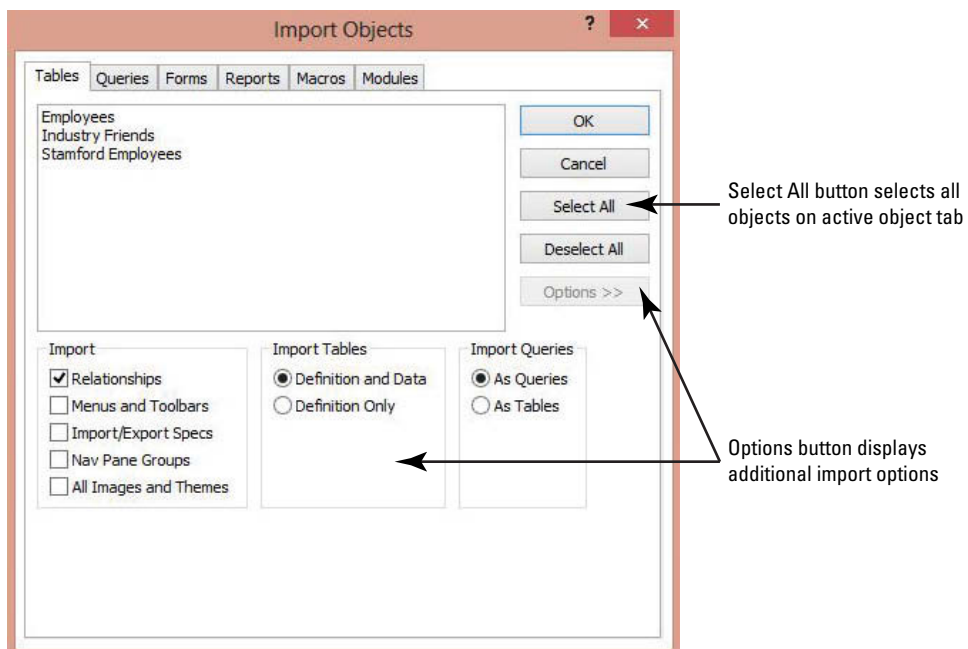 Import Objects
?
×
Tables Queries Forms Reports Macros Modules
Employees
Industry Friends
Stamford Employees
OK
Cancel
Select All
Deselect All
Options >>
Select All button selects all
objects on active object tab
Import
Relationships
Menus and Toolbars
Import/Export Specs
Nav Pane Groups
All Images and Themes
Import Tables
Definition and Data
Definition Only
Import Queries
As Queries
As Tables
Options button displays
additional import options